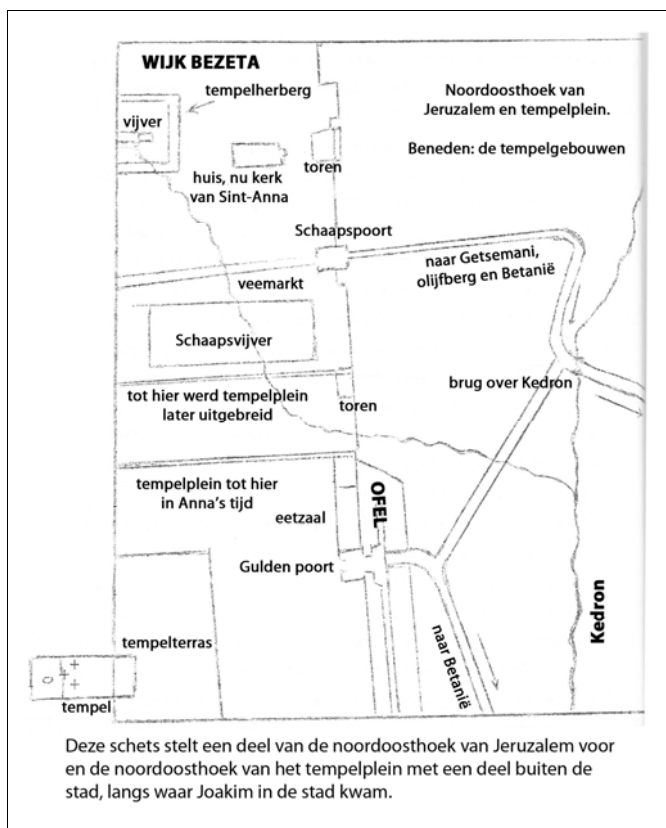 WIJK BEZETA
tempelherberg
vijver
Noordoosthoek van
Jeruzalem en tempelplein.
Beneden: de tempelgebouwen
toren
huis, nu kerk
van Sint-Anna
Schaapspoort
naar Getsemani,
olijfberg en Betanië
veemarkt
Schaapsvijver
brug over Kedron
tot hier werd tempelplein
later uitgebreid
toren
tempelplein tot hier
in Anna's tijd
OFEL
eetzaal
Gulden poort
Kedron
naar Betanië
tempelterras
tempel
Deze schets stelt een deel van de noordoosthoek van Jeruzalem voor
en de noordoosthoek van het tempelplein met een deel buiten de
stad, langs waar Joakim in de stad kwam.